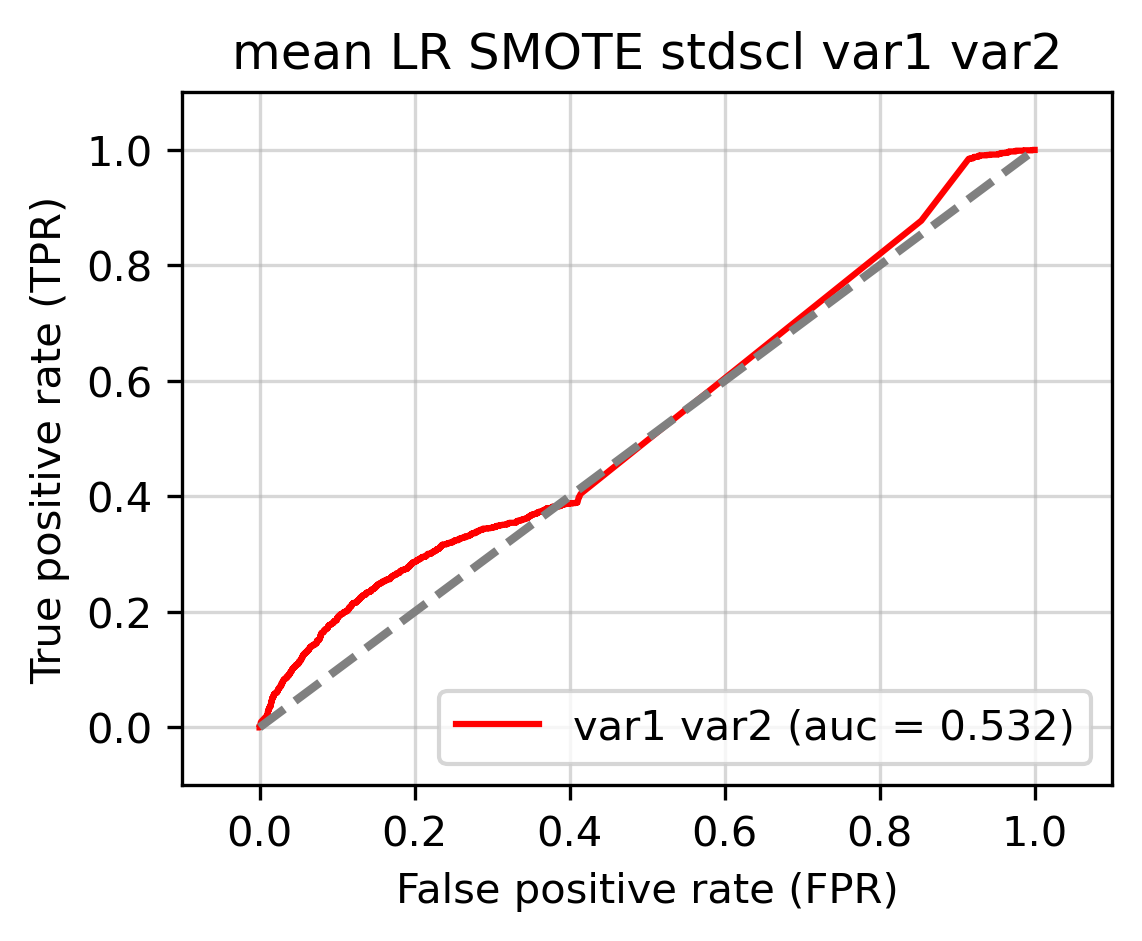 mean LR SMOTE stdscl var1 var2
True positive rate (TPR)
1.0
0.8
0.6
0.4
0.2
0.0
var1 var2 (auc = 0.532)
0.0 0.2 0.4 0.6 0.8 1.0
False positive rate (FPR)